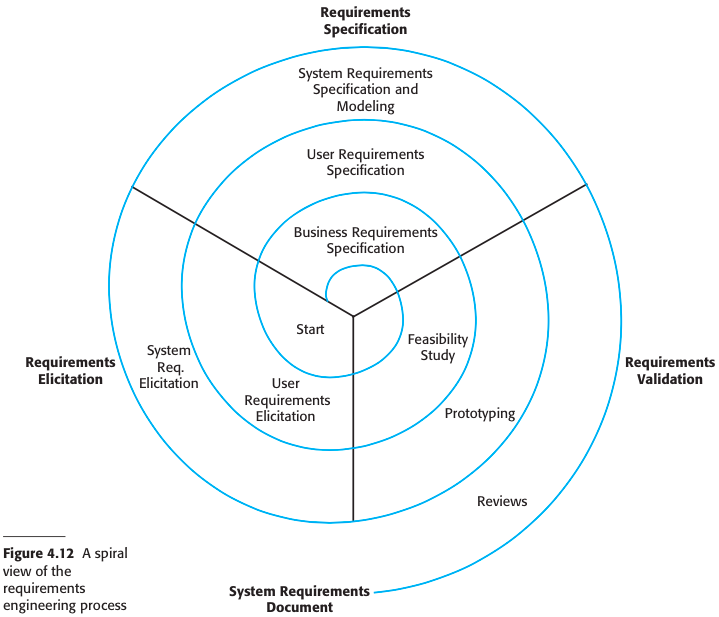 Requirements
Specification
System Requirements
Specification and
Modeling
User Requirements
Specification
Business Requirements
Specification
Start
Feasibility
Study
System
Req.
Elicitation
User
Requirements
Elicitation
Requirements
Elicitation
Requirements
Validation
Prototyping
Reviews
Figure 4.12 A spiral
view of the
requirements
engineering process
System Requirements
Document